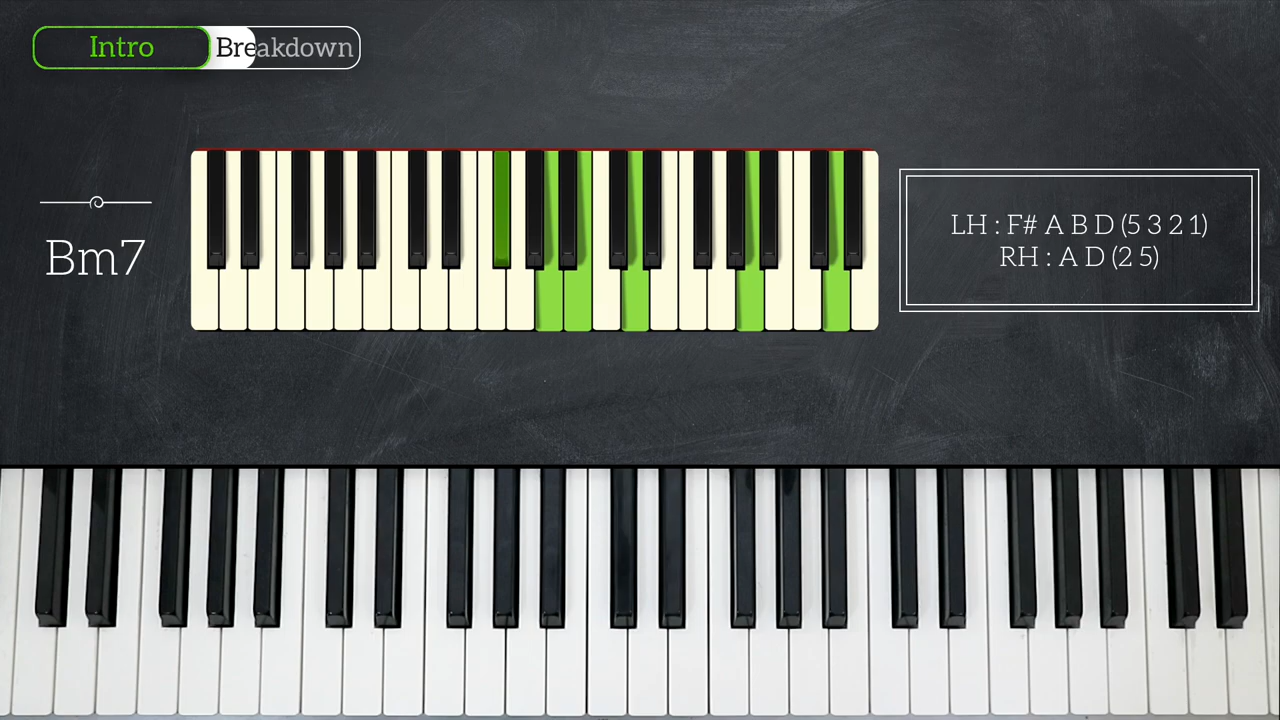 Intro Breakdown
Bm7
LH : F# A B D (5 3 2 1)
RH : A D (2 5)